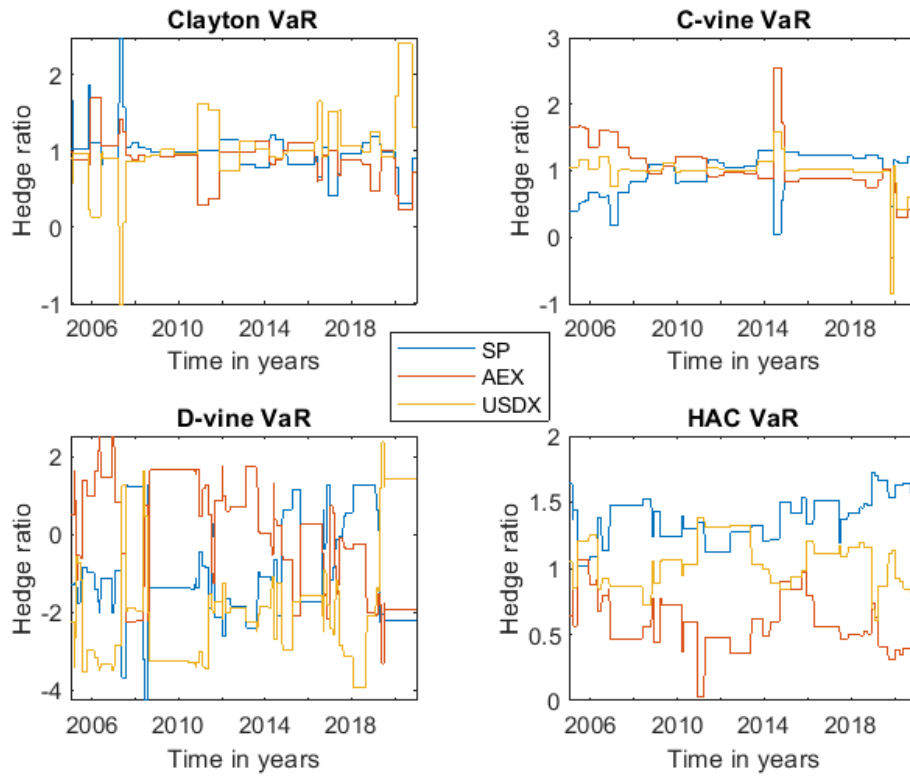 Clayton VaR
Hedge ratio
2
1
0
-1
2006 2010 2014 2018
Time in years
C-vine VaR
Hedge ratio
3
2
1
0
-1
2006 2010 2014 2018
Time in years
SP
AEX
USDX
D-vine VaR
Hedge ratio
2
0
-2
-4
2006 2010 2014 2018
Time in years
HAC VaR
Hedge ratio
2
1.5
1
0.5
0
2006 2010 2014 2018
Time in years